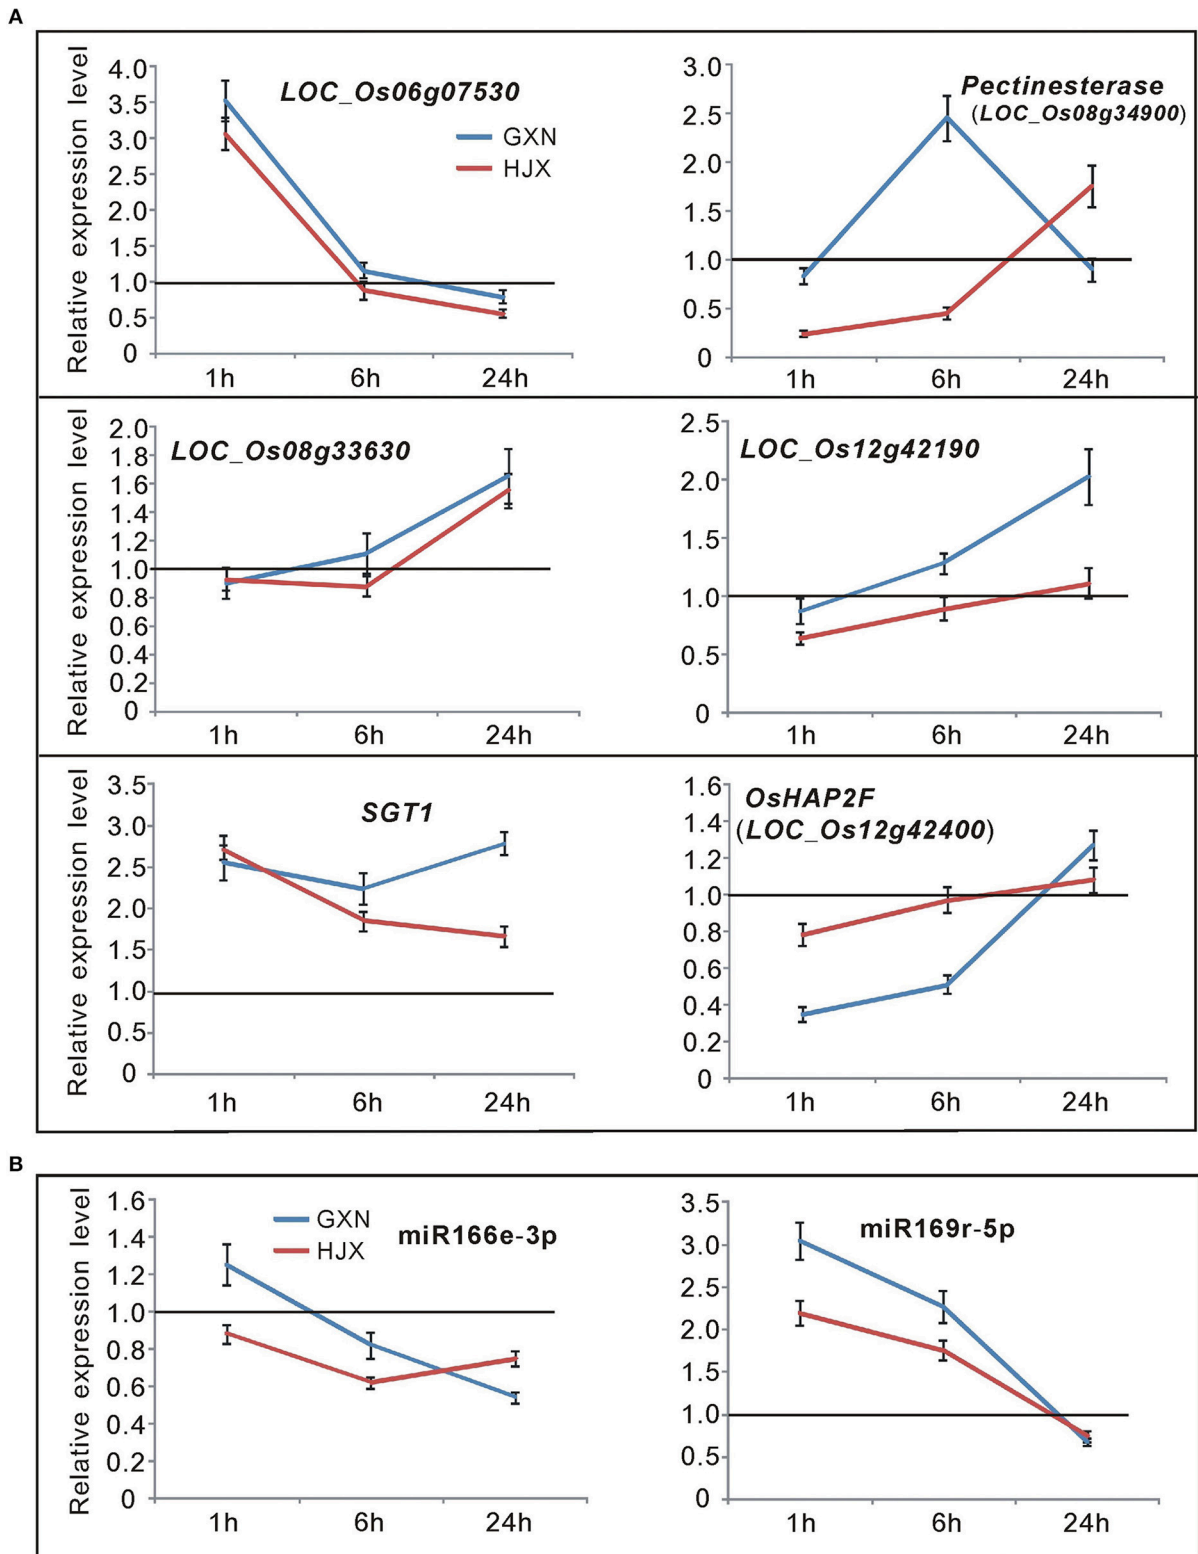 A
Relative expression level
4.0
3.5
3.0
2.5
2.0
1.5
1.0
0.5
0
LOC_Os06g07530
GXN
HJX
1h 6h 24h
3.0
2.5
2.0
1.5
1.0
0.5
0
Pectinesterase
(LOC_Os08g34900)
1h 6h 24h
Relative expression level
2.0
1.8
1.6
1.4
1.2
1.0
0.8
0.6
0.4
0.2
0
LOC_Os08g33630
1h 6h 24h
2.5
2.0
1.5
1.0
0.5
0
LOC_Os12g42190
1h 6h 24h
Relative expression level
3.5
3.0
2.5
2.0
1.5
1.0
0.5
0
SGT1
1h 6h 24h
1.6
1.4
1.2
1.0
0.8
0.6
0.4
0.2
0
OsHAP2F
(LOC_Os12g42400)
1h 6h 24h
B
Relative expression level
1.6
1.4
1.2
1.0
0.8
0.6
0.4
0.2
0
GXN
HJX
miR166e-3p
1h 6h 24h
3.5
3.0
2.5
2.0
1.5
1.0
0.5
0
miR169r-5p
1h 6h 24h